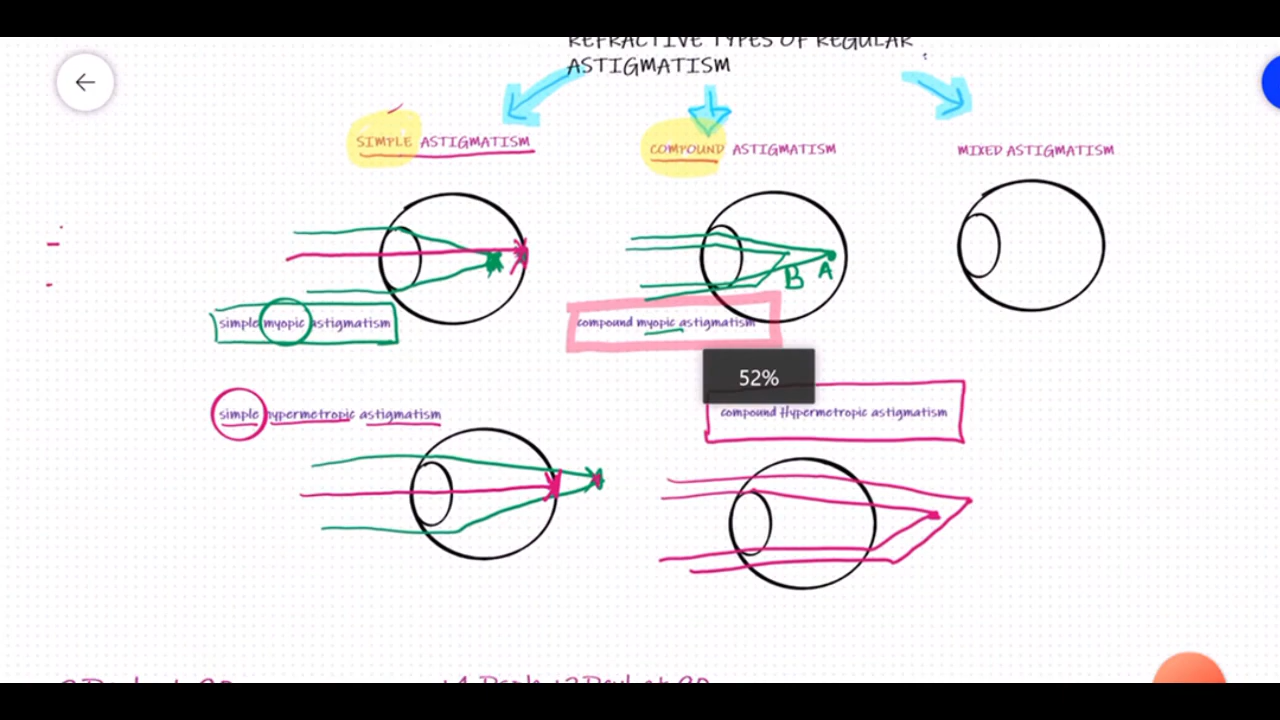 REFRACTIVE TYPES OF REGULAR
ASTIGMATISM
SIMPLE ASTIGMATISM
COMPOUND ASTIGMATISM
MIXED ASTIGMATISM
B A
simple myopic astigmatism
compound myopic astigmatism
52%
simple hypermetropic astigmatism
compound Hypermetropic astigmatism